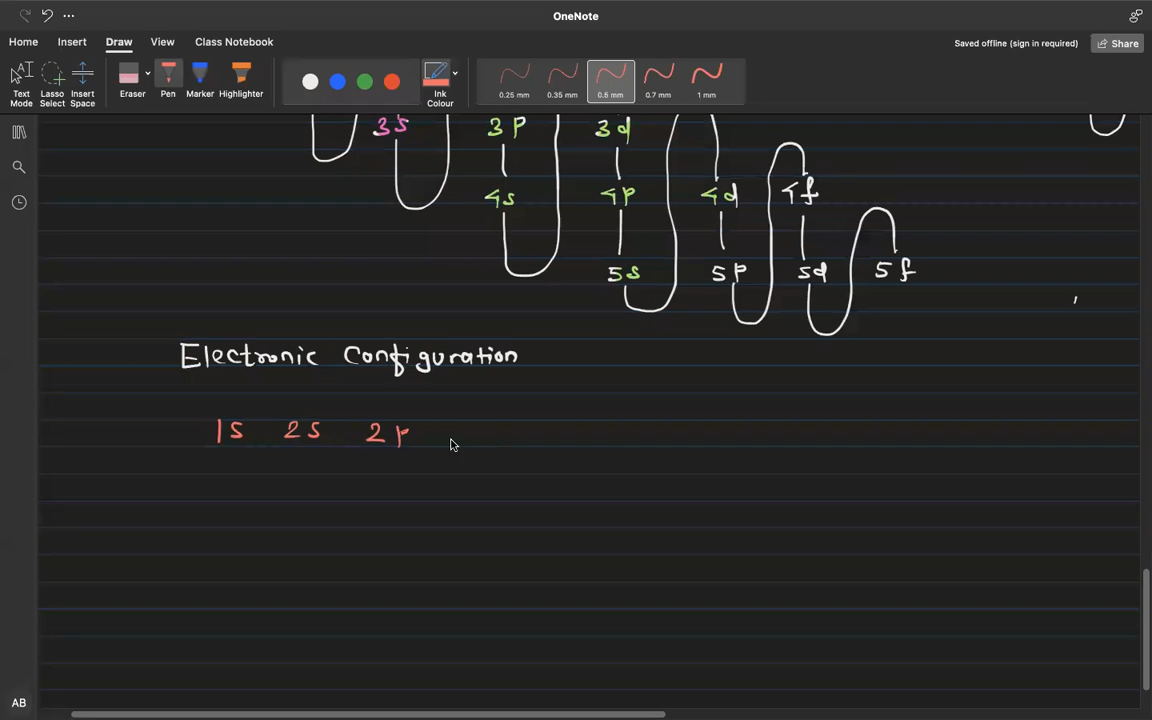 OneNote
Home Insert Draw View Class Notebook Saved offline (sign in required) Share
Text Mode Lasso Select Insert Space Eraser Pen Marker Highlighter Ink Colour 0.25 mm 0.35 mm 0.5 mm 0.7 mm 1 mm
3s 3p 3d
4s 4p 4d 4f
5s 5p 5d 5f
Electronic Configuration
1s 2s 2p
AB